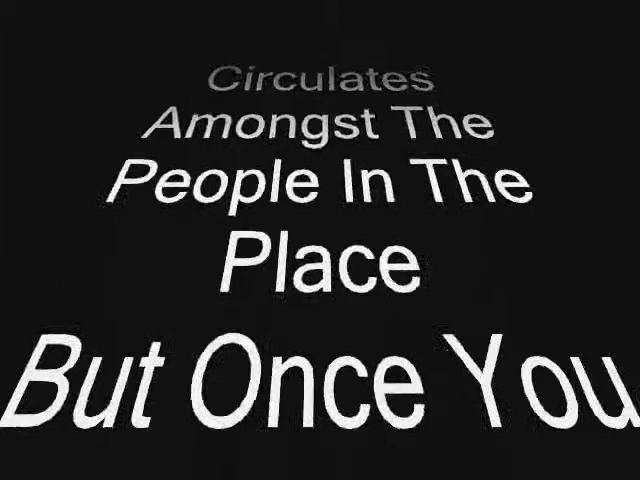 Circulates
Amongst The
People In The
Place
But Once You